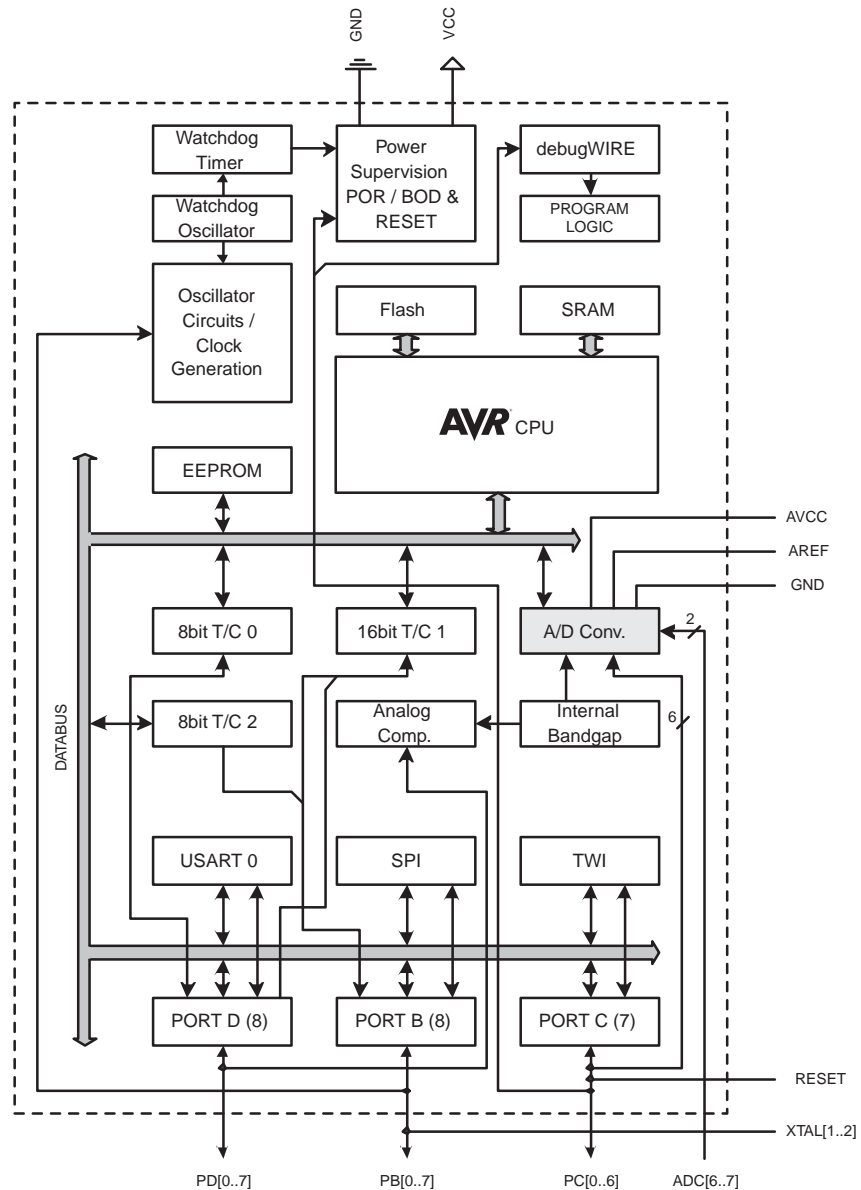 GND
VCC
Watchdog
Timer
Power
Supervision
POR / BOD &
RESET
debugWIRE
Watchdog
Oscillator
PROGRAM
LOGIC
Oscillator
Circuits /
Clock
Generation
Flash
SRAM
AVR CPU
EEPROM
AVCC
AREF
GND
8bit T/C 0
16bit T/C 1
A/D Conv.
2
DATABUS
8bit T/C 2
Analog
Comp.
Internal
Bandgap
6
USART 0
SPI
TWI
PORT D (8)
PORT B (8)
PORT C (7)
RESET
XTAL[1..2]
PD[0..7]
PB[0..7]
PC[0..6]
ADC[6..7]